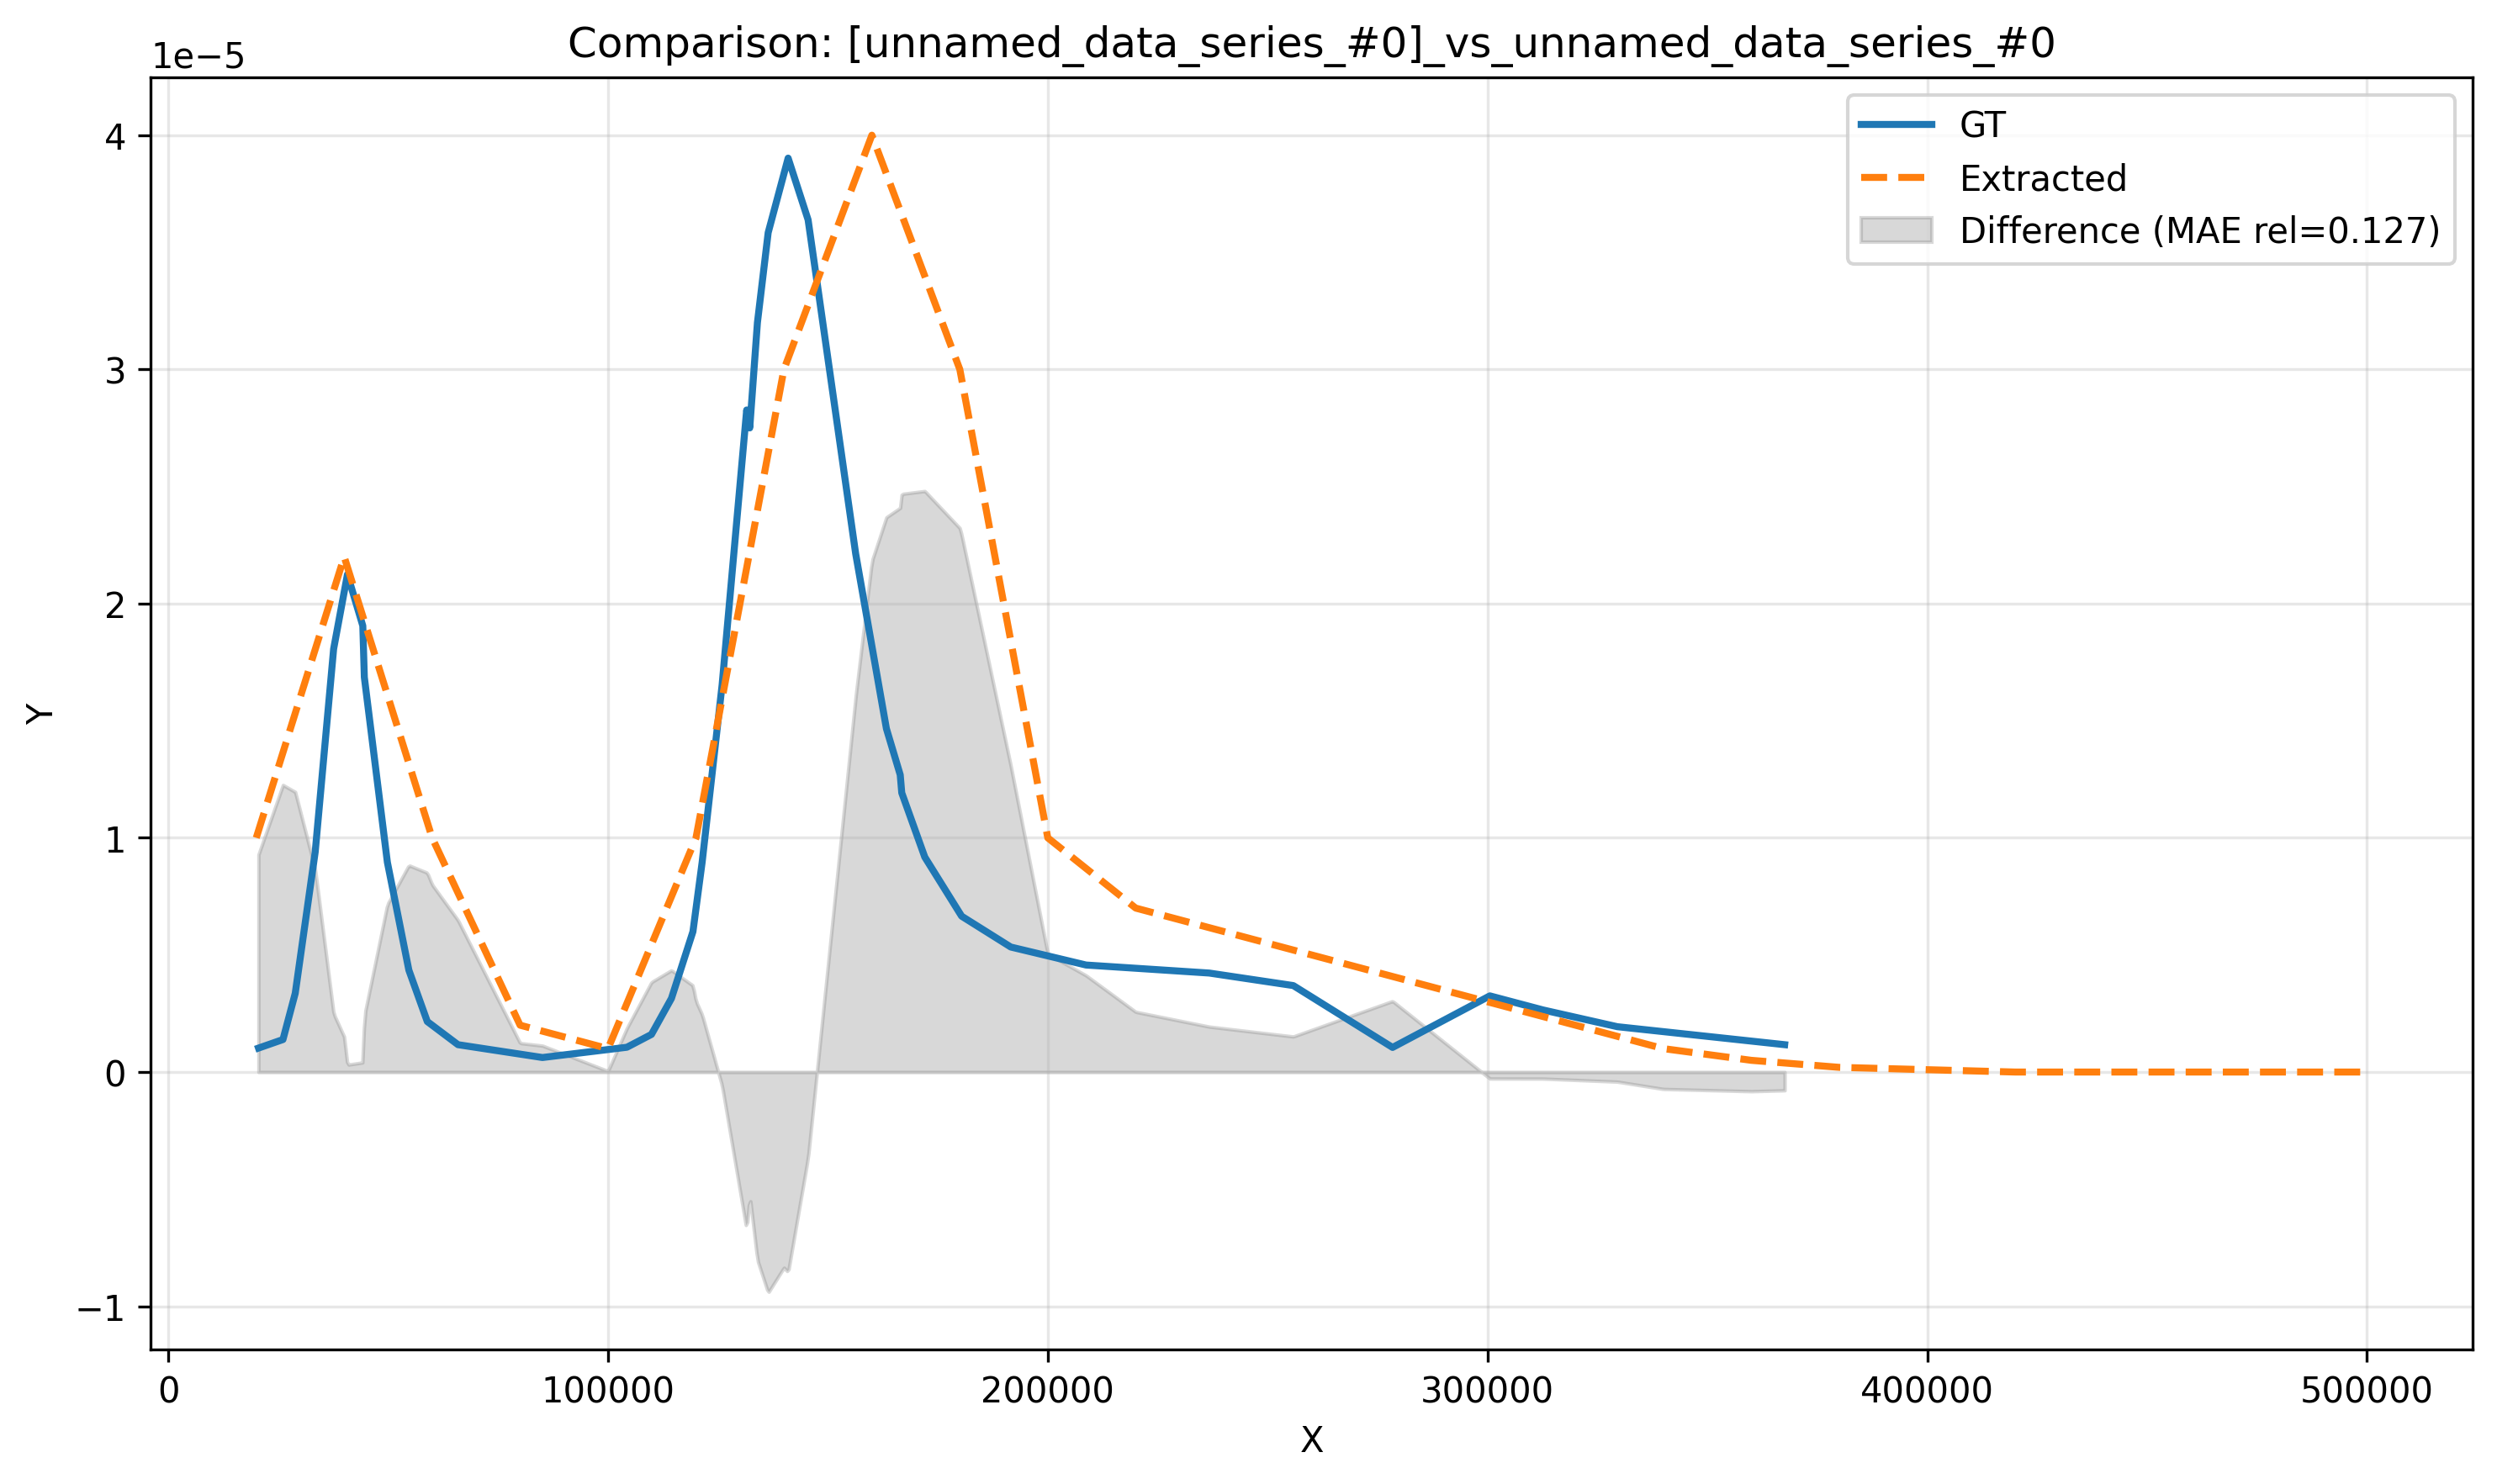 Comparison: [unnamed_data_series_#0]_vs_unnamed_data_series_#0
1e−5
GT
Extracted
Difference (MAE rel=0.127)
4
3
2
1
0
−1
Y
0
100000
200000
300000
400000
500000
X